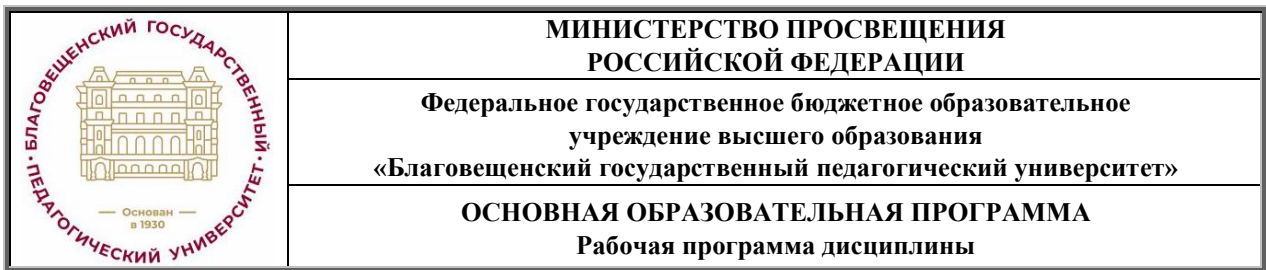 БЛАГОВЕЩЕНСКИЙ ГОСУДАРСТВЕННЫЙ
ПЕДАГОГИЧЕСКИЙ УНИВЕРСИТЕТ
Основан
в 1930
МИНИСТЕРСТВО ПРОСВЕЩЕНИЯ
РОССИЙСКОЙ ФЕДЕРАЦИИ
Федеральное государственное бюджетное образовательное
учреждение высшего образования
«Благовещенский государственный педагогический университет»
ОСНОВНАЯ ОБРАЗОВАТЕЛЬНАЯ ПРОГРАММА
Рабочая программа дисциплины